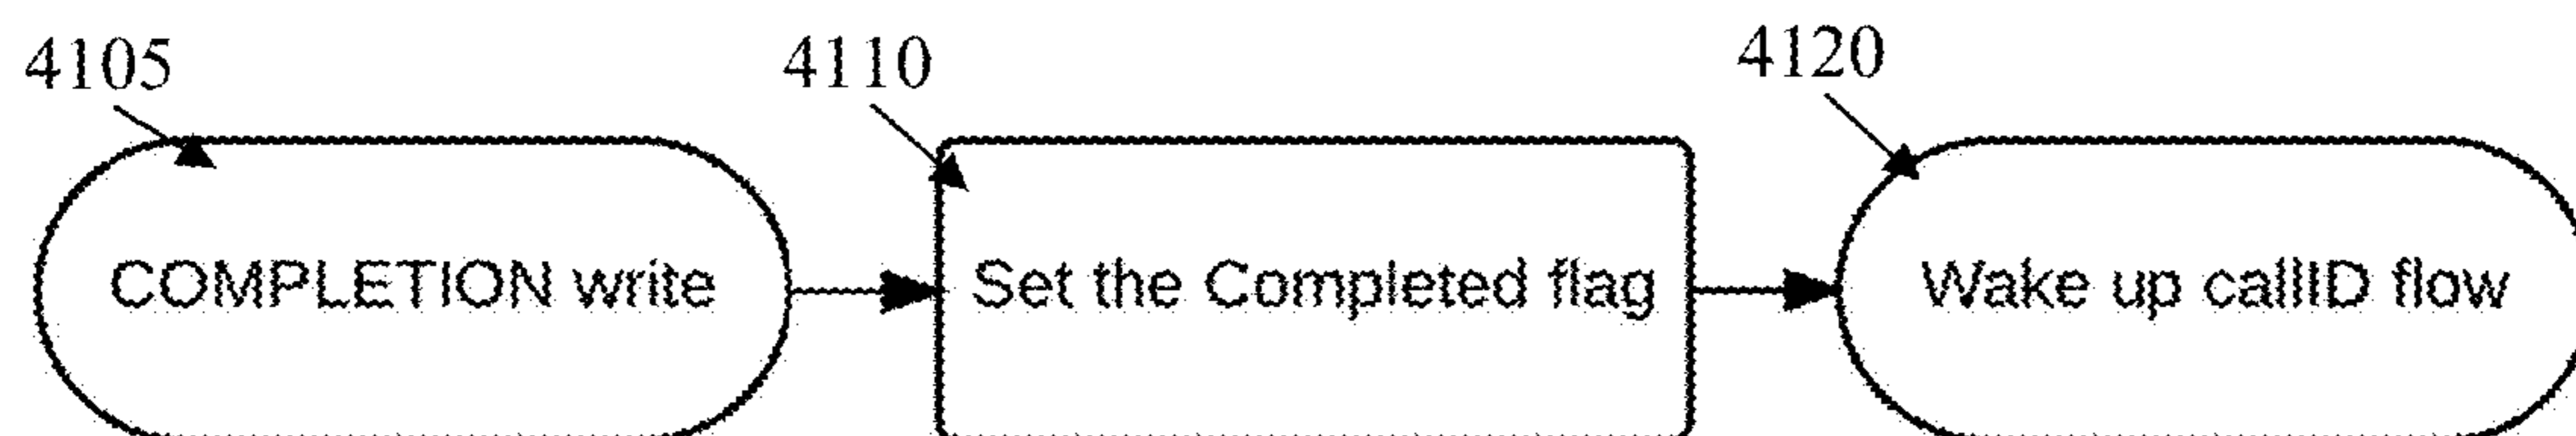 4105
4110
4120
COMPLETION write
Set the Completed flag
Wake up callID flow